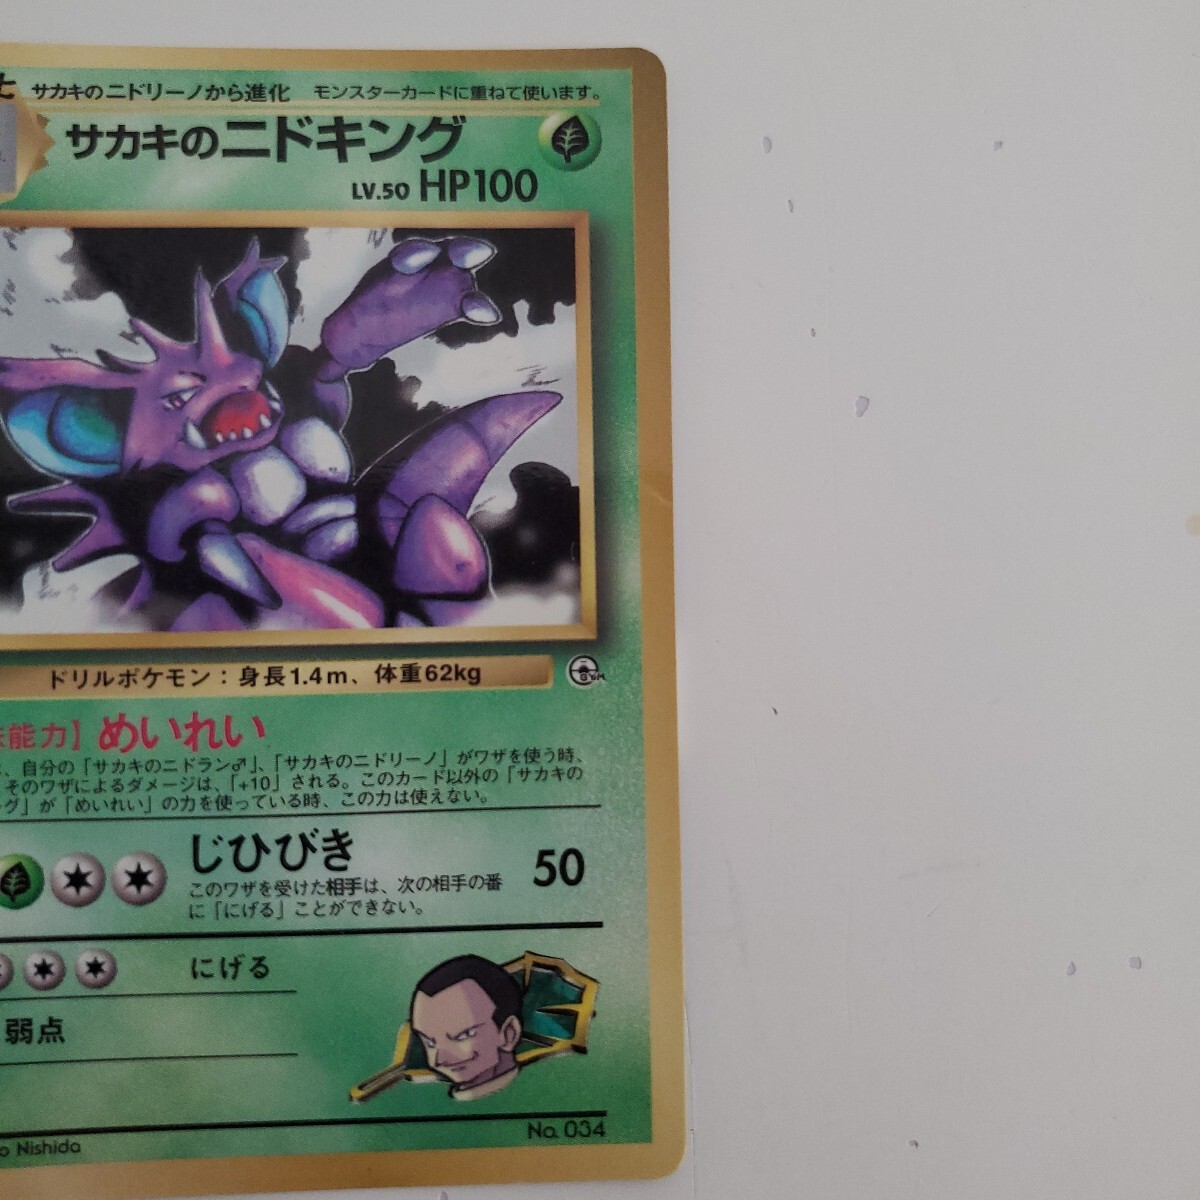 サカキのニドリーノから進化 モンスターカードに重ねて使います。
サカキのニドキング
LV.50 HP100
ドリルポケモン：身長1.4m、体重62kg
GYM
能力】めいれい
、自分の「サカキのニドラン♂」、「サカキのニドリーノ」がワザを使う時、
そのワザによるダメージは、「+10」される。このカード以外の「サカキの
グ」が「めいれい」の力を使っている時、この力は使えない。
じひびき 50
このワザを受けた相手は、次の相手の番
に「にげる」ことができない。
にげる
弱点
Nishida
No. 034